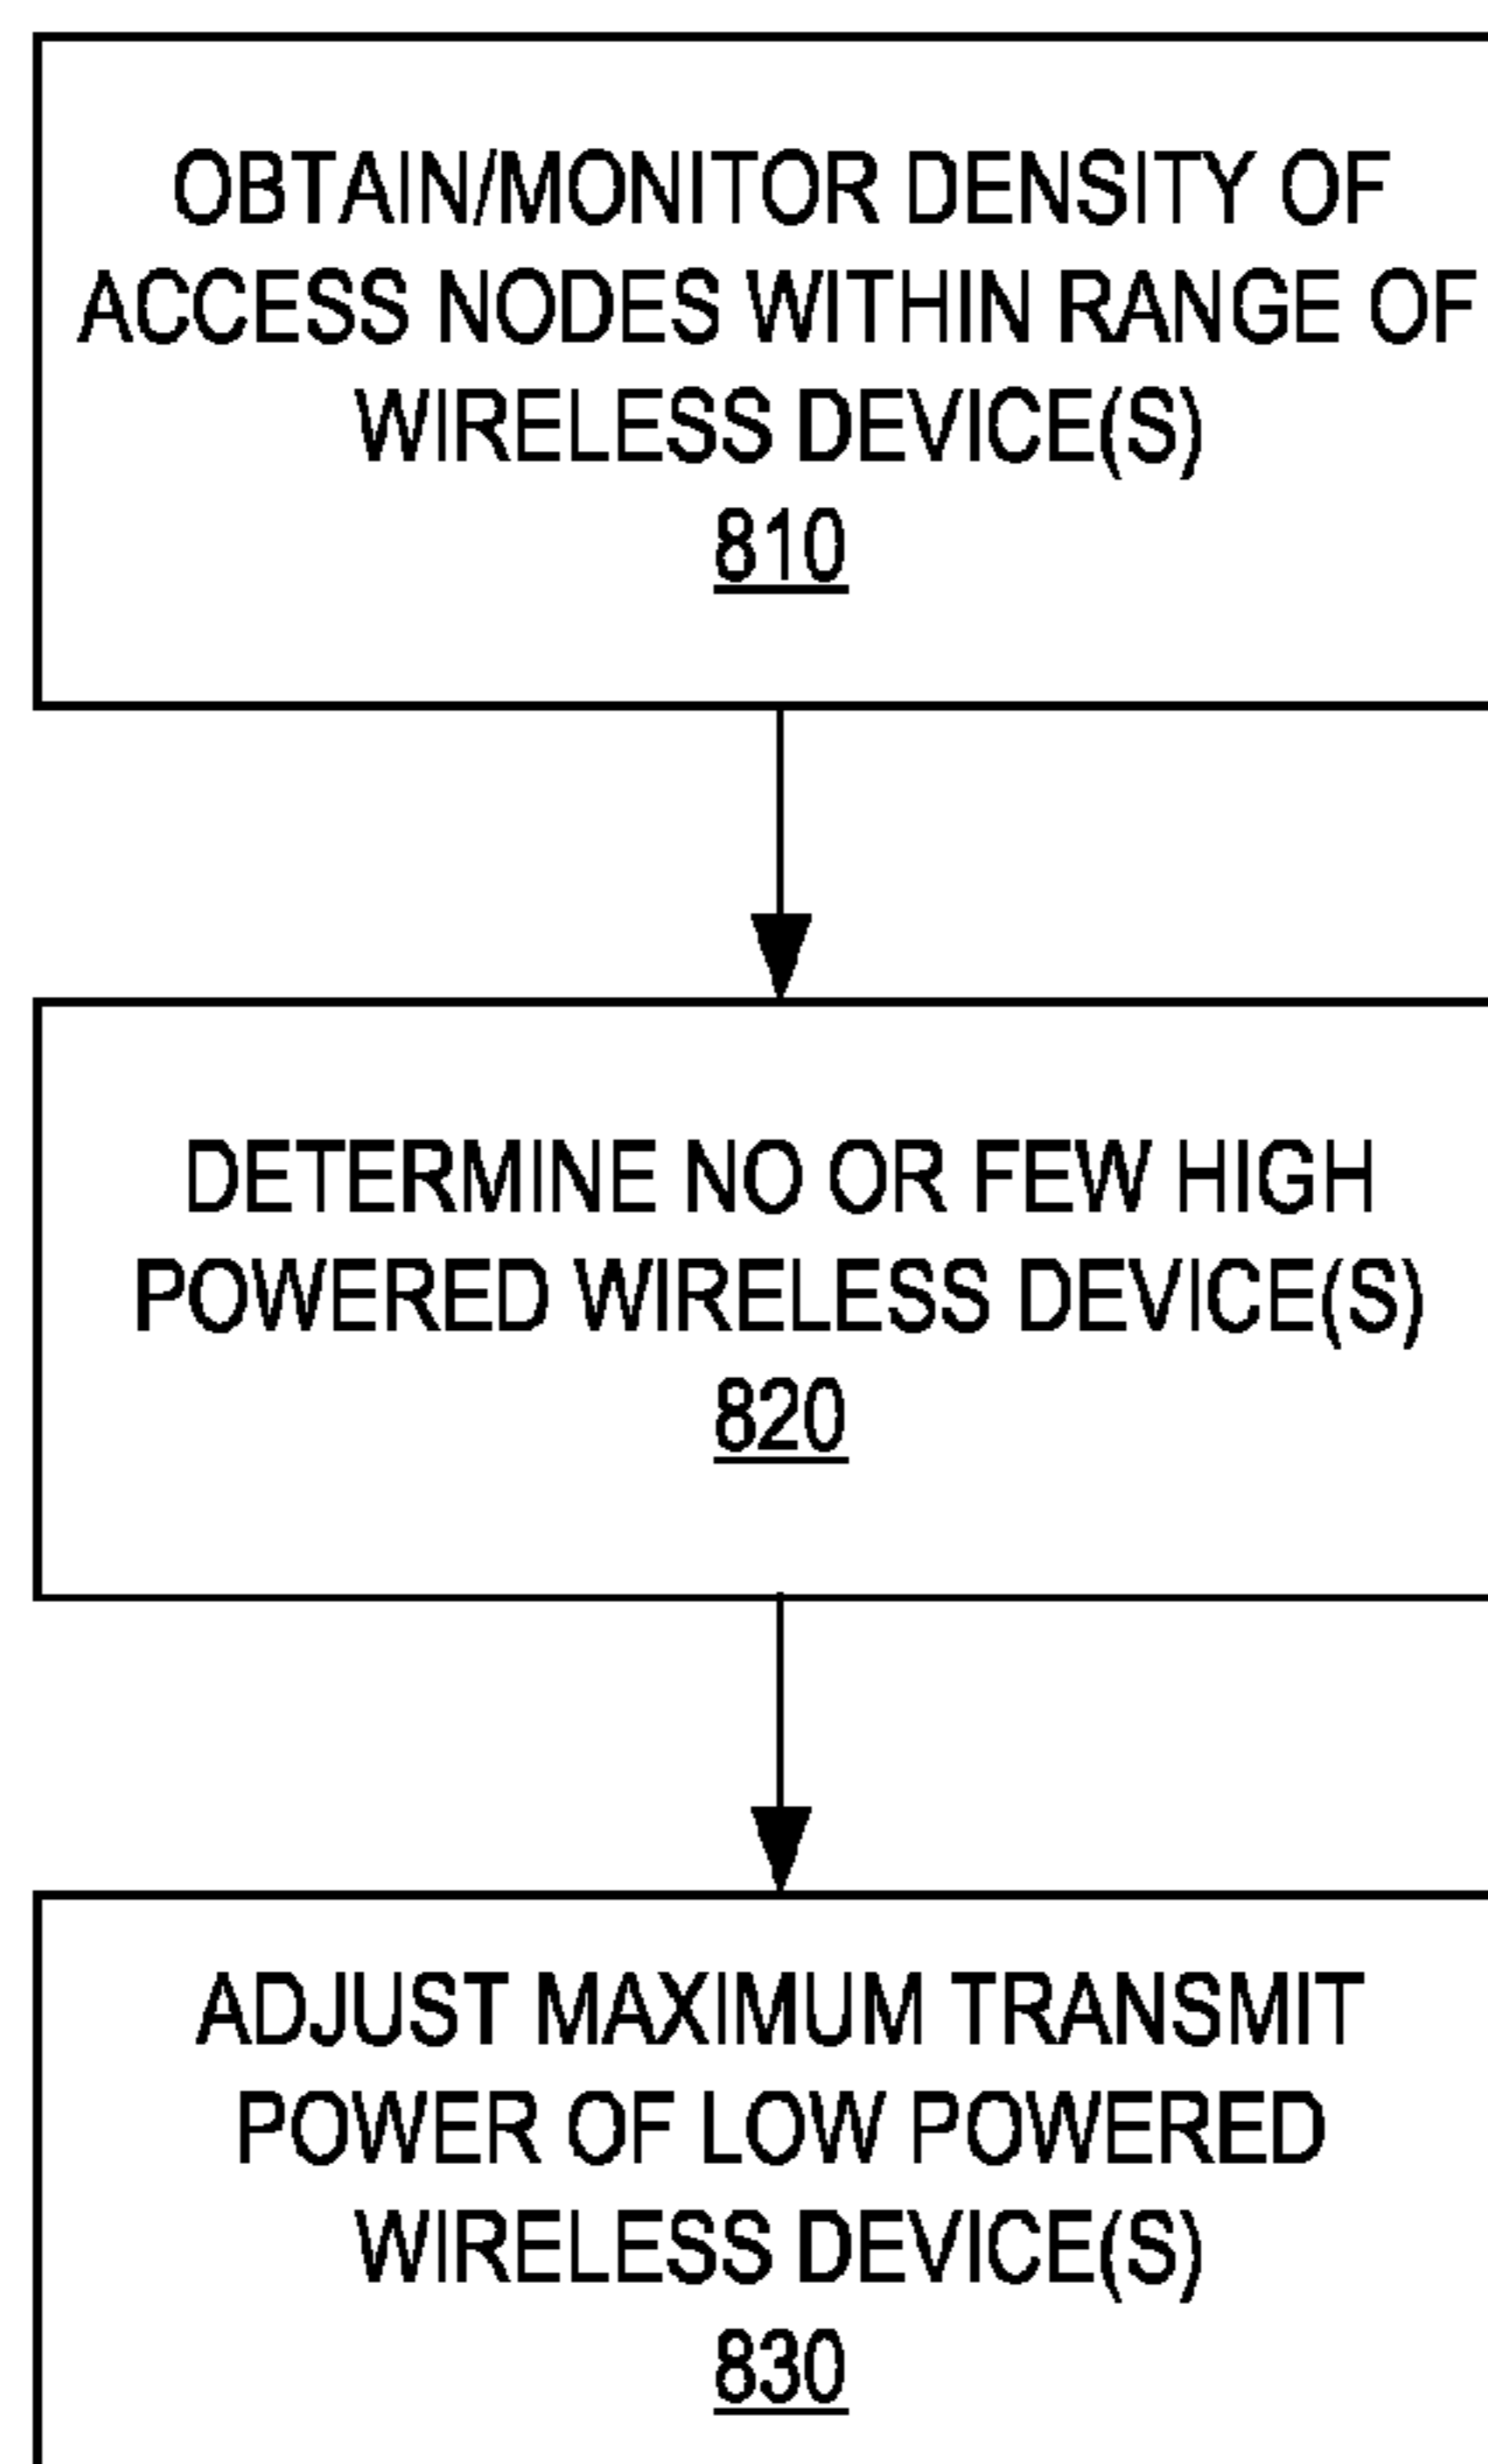 OBTAIN/MONITOR DENSITY OF
ACCESS NODES WITHIN RANGE OF
WIRELESS DEVICE(S)
810
DETERMINE NO OR FEW HIGH
POWERED WIRELESS DEVICE(S)
820
ADJUST MAXIMUM TRANSMIT
POWER OF LOW POWERED
WIRELESS DEVICE(S)
830